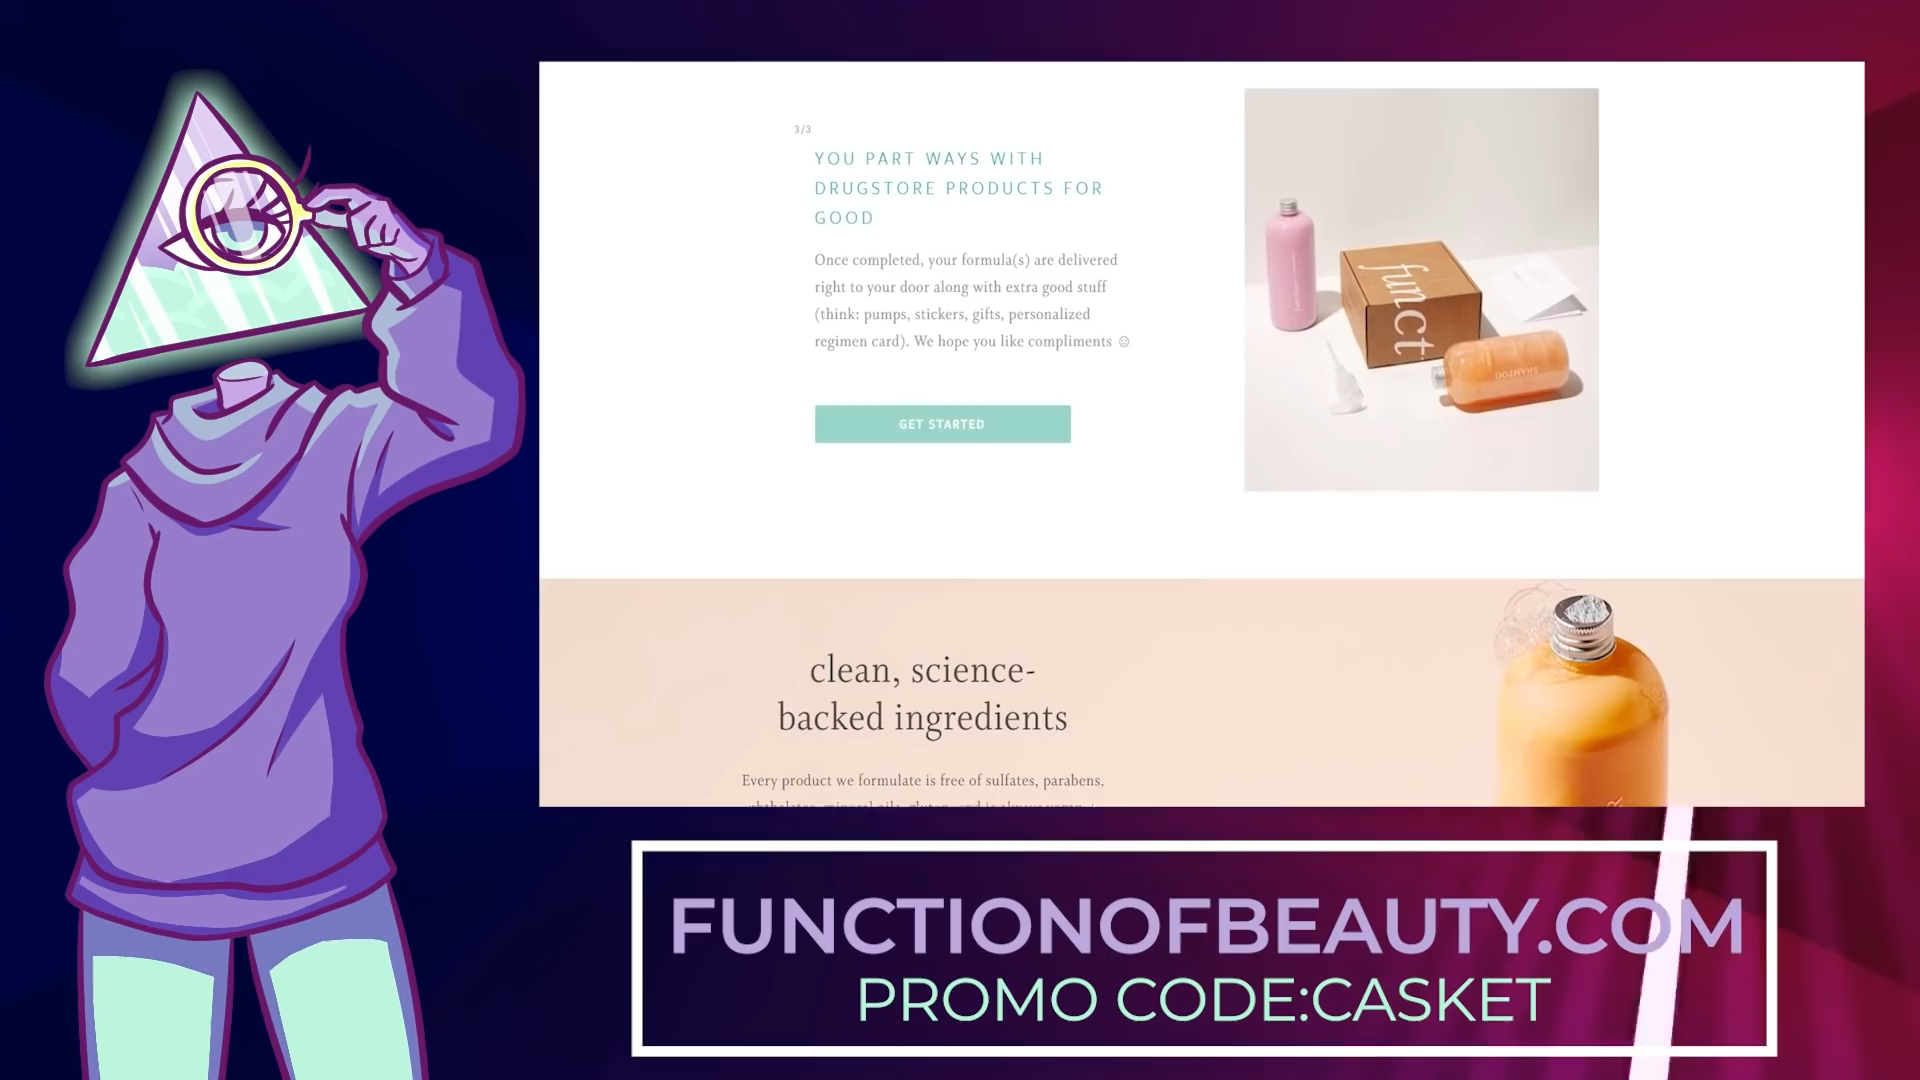 3/3
YOU PART WAYS WITH
DRUGSTORE PRODUCTS FOR
GOOD
Once completed, your formula(s) are delivered
right to your door along with extra good stuff
(think: pumps, stickers, gifts, personalized
regimen card). We hope you like compliments ☺
GET STARTED
funct
SHAMPOO
clean, science-
backed ingredients
Every product we formulate is free of sulfates, parabens,
FUNCTIONOFBEAUTY.COM
PROMO CODE:CASKET